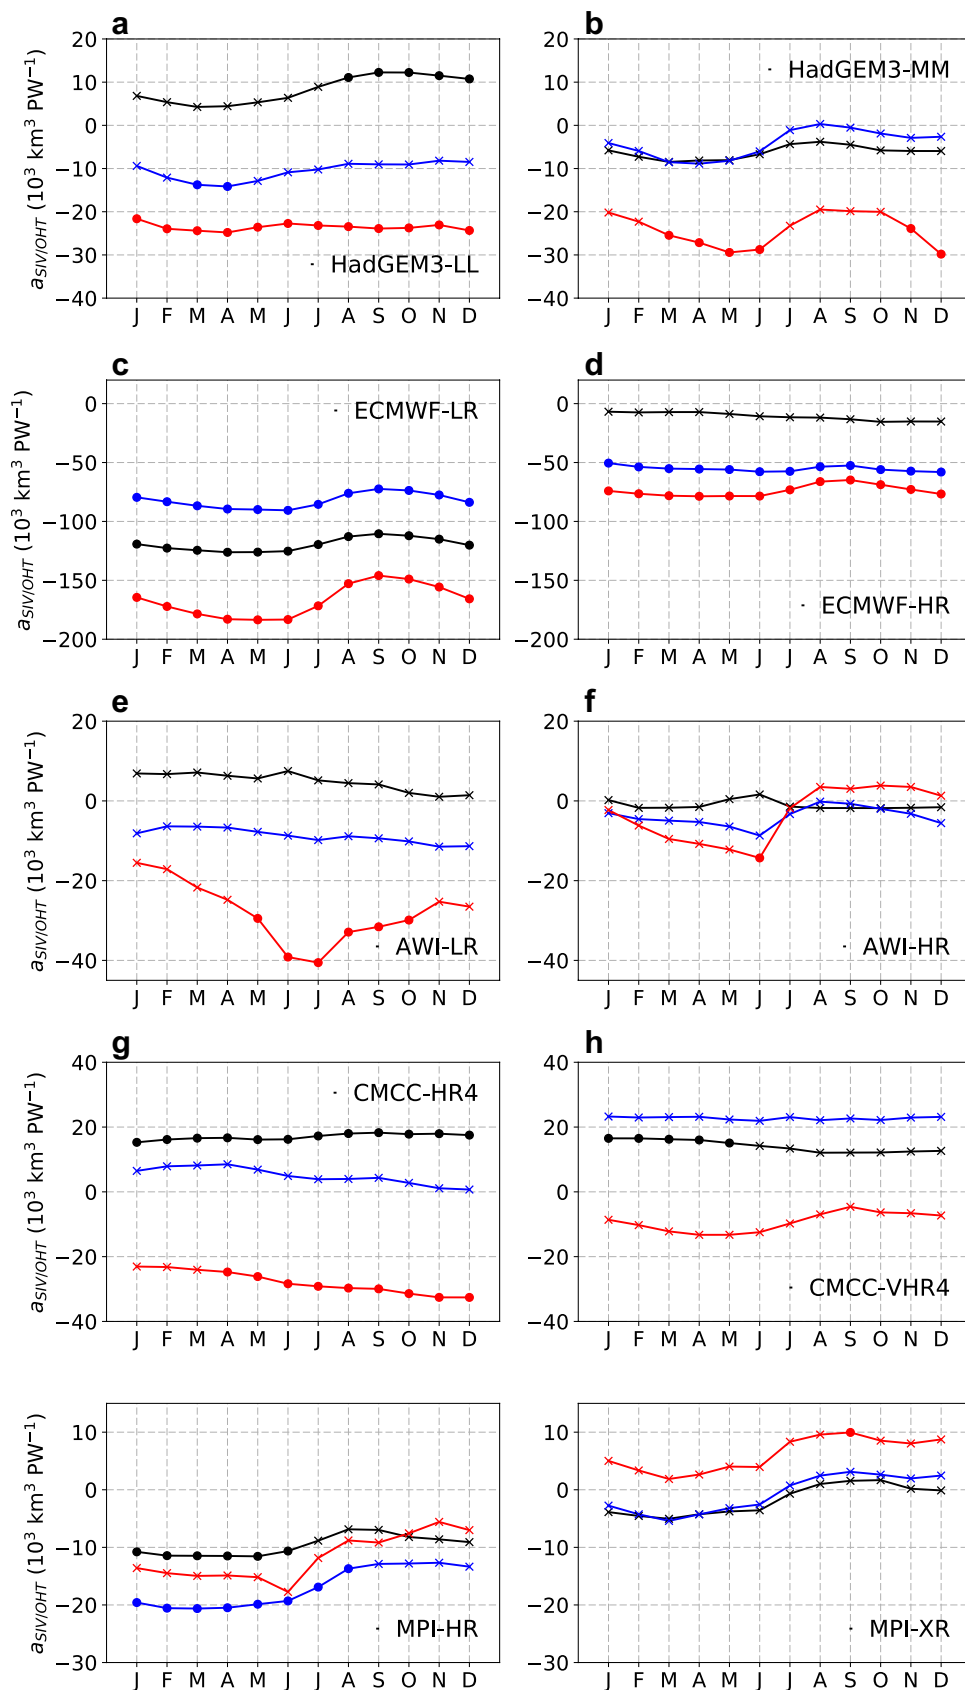 a
b
20
10
0
−10
−20
−30
−40
a_SIV/OHT (10³ km³ PW⁻¹)
HadGEM3-LL
J F M A M J J A S O N D
20
10
0
−10
−20
−30
−40
HadGEM3-MM
J F M A M J J A S O N D
c
d
0
−50
−100
−150
−200
a_SIV/OHT (10³ km³ PW⁻¹)
ECMWF-LR
J F M A M J J A S O N D
0
−50
−100
−150
−200
ECMWF-HR
J F M A M J J A S O N D
e
f
20
0
−20
−40
a_SIV/OHT (10³ km³ PW⁻¹)
AWI-LR
J F M A M J J A S O N D
20
0
−20
−40
AWI-HR
J F M A M J J A S O N D
g
h
40
20
0
−20
−40
a_SIV/OHT (10³ km³ PW⁻¹)
CMCC-HR4
J F M A M J J A S O N D
40
20
0
−20
−40
CMCC-VHR4
J F M A M J J A S O N D
10
0
−10
−20
−30
a_SIV/OHT (10³ km³ PW⁻¹)
MPI-HR
J F M A M J J A S O N D
10
0
−10
−20
−30
MPI-XR
J F M A M J J A S O N D